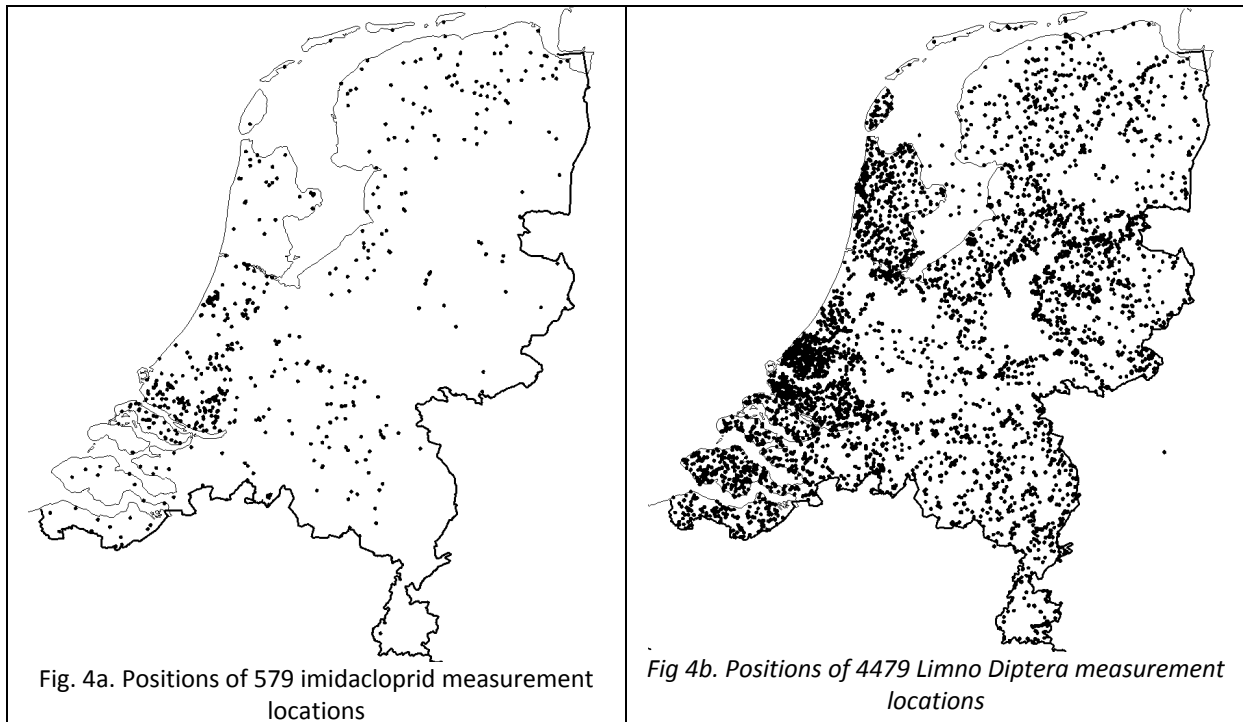 Fig. 4a. Positions of 579 imidacloprid measurement
locations
Fig 4b. Positions of 4479 Limno Diptera measurement
locations